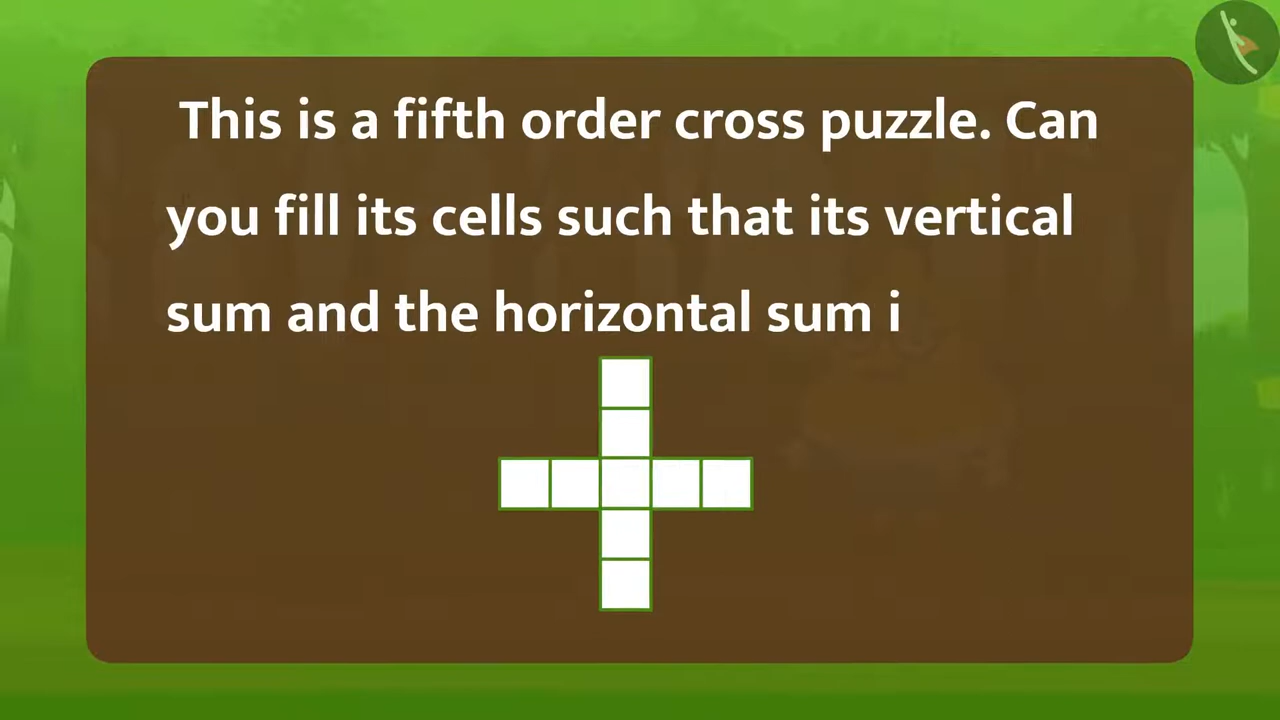 This is a fifth order cross puzzle. Can
you fill its cells such that its vertical
sum and the horizontal sum i